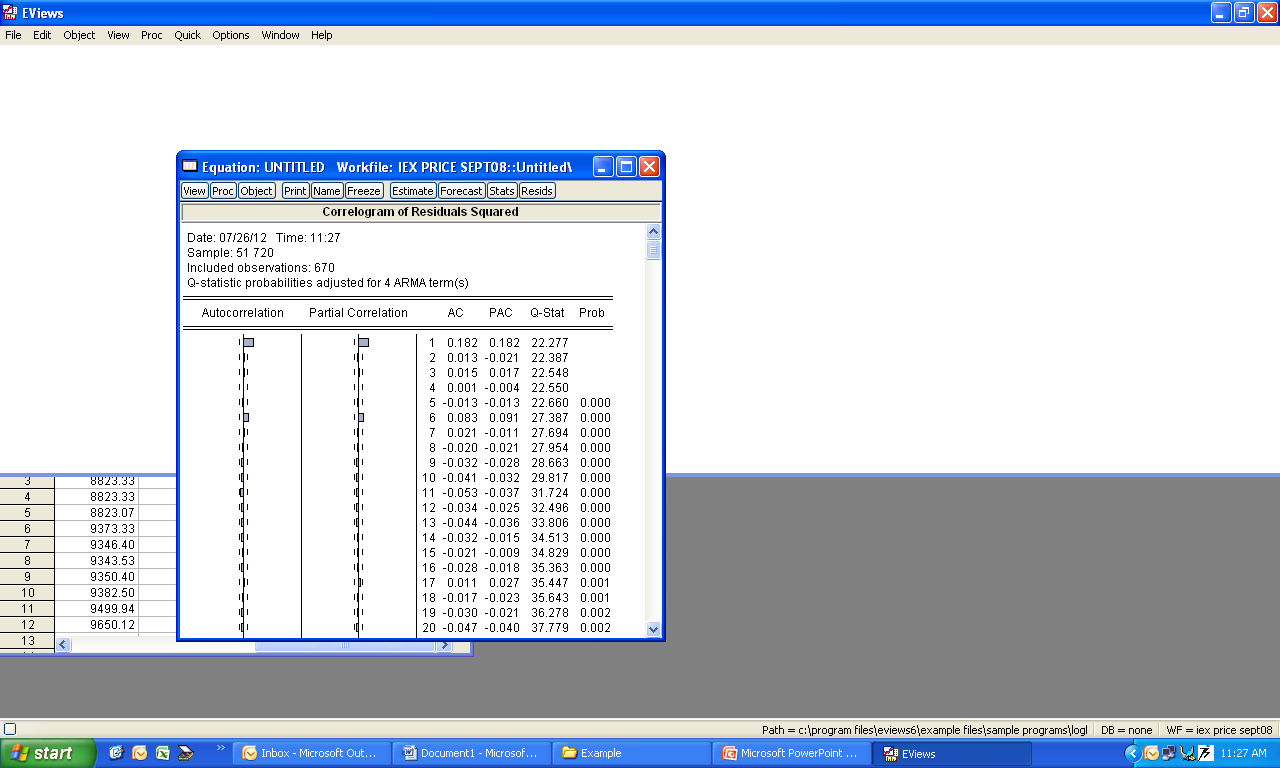 EViews
File Edit Object View Proc Quick Options Window Help
Equation: UNTITLED Workfile: IEX PRICE SEPT08::Untitled\
View Proc Object Print Name Freeze Estimate Forecast Stats Resids
Correlogram of Residuals Squared
Date: 07/26/12 Time: 11:27
Sample: 51 720
Included observations: 670
Q-statistic probabilities adjusted for 4 ARMA term(s)
Autocorrelation Partial Correlation AC PAC Q-Stat Prob
1 0.182 0.182 22.277
2 0.013 -0.021 22.387
3 0.015 0.017 22.548
4 0.001 -0.004 22.550
5 -0.013 -0.013 22.660 0.000
6 0.083 0.091 27.387 0.000
7 0.021 -0.011 27.694 0.000
8 -0.020 -0.021 27.954 0.000
9 -0.032 -0.028 28.663 0.000
10 -0.041 -0.032 29.817 0.000
11 -0.053 -0.037 31.724 0.000
12 -0.034 -0.025 32.496 0.000
13 -0.044 -0.036 33.806 0.000
14 -0.032 -0.015 34.513 0.000
15 -0.021 -0.009 34.829 0.000
16 -0.028 -0.018 35.363 0.000
17 0.011 0.027 35.447 0.001
18 -0.017 -0.023 35.643 0.001
19 -0.030 -0.021 36.278 0.002
20 -0.047 -0.040 37.779 0.002
3 8823.33
4 8823.33
5 8823.07
6 9373.33
7 9346.40
8 9343.53
9 9350.40
10 9382.50
11 9499.94
12 9650.12
13
Path = c:\program files\eviews6\example files\sample programs\logl DB = none WF = iex price sept08
start Inbox - Microsoft Out... Document1 - Microsof... Example Microsoft PowerPoint ... EViews 11:27 AM